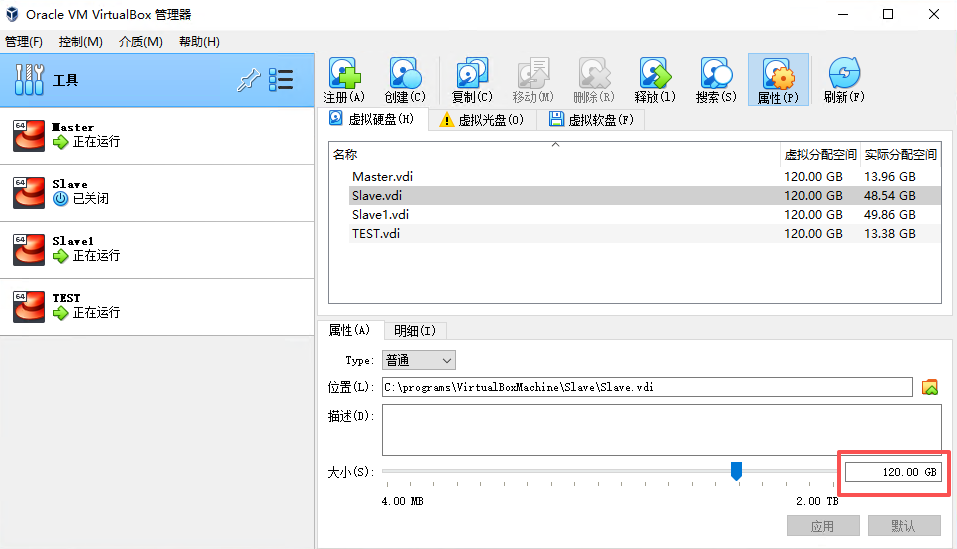 Oracle VM VirtualBox 管理器
管理(F) 控制(M) 介质(M) 帮助(H)
工具
注册(A) 创建(C) 复制(C) 移动(M) 删除(R) 释放(l) 搜索(S) 属性(P) 刷新(F)
虚拟硬盘(H) 虚拟光盘(O) 虚拟软盘(F)
名称 虚拟分配空间 实际分配空间
Master.vdi 120.00 GB 13.96 GB
Slave.vdi 120.00 GB 48.54 GB
Slave1.vdi 120.00 GB 49.86 GB
TEST.vdi 120.00 GB 13.38 GB
64 Master
正在运行
64 Slave
已关闭
64 Slave1
正在运行
64 TEST
正在运行
属性(A) 明细(I)
Type: 普通
位置(L): C:\programs\VirtualBoxMachine\Slave\Slave.vdi
描述(D):
大小(S): 120.00 GB
4.00 MB 2.00 TB
应用 默认